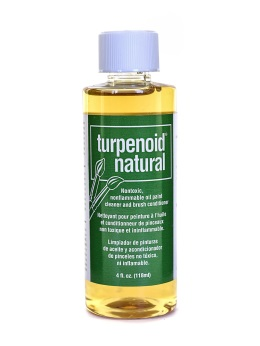 turpenoid®
natural
Nontoxic,
nonflammable oil paint
cleaner and brush conditioner
Nettoyant pour peinture à l'huile
et conditionneur de pinceaux
non toxique et ininflammable.
Limpiador de pinturas
de aceite y acondicionador
de pinceles no tóxico,
ni inflamable.
4 fl. oz. (118ml)